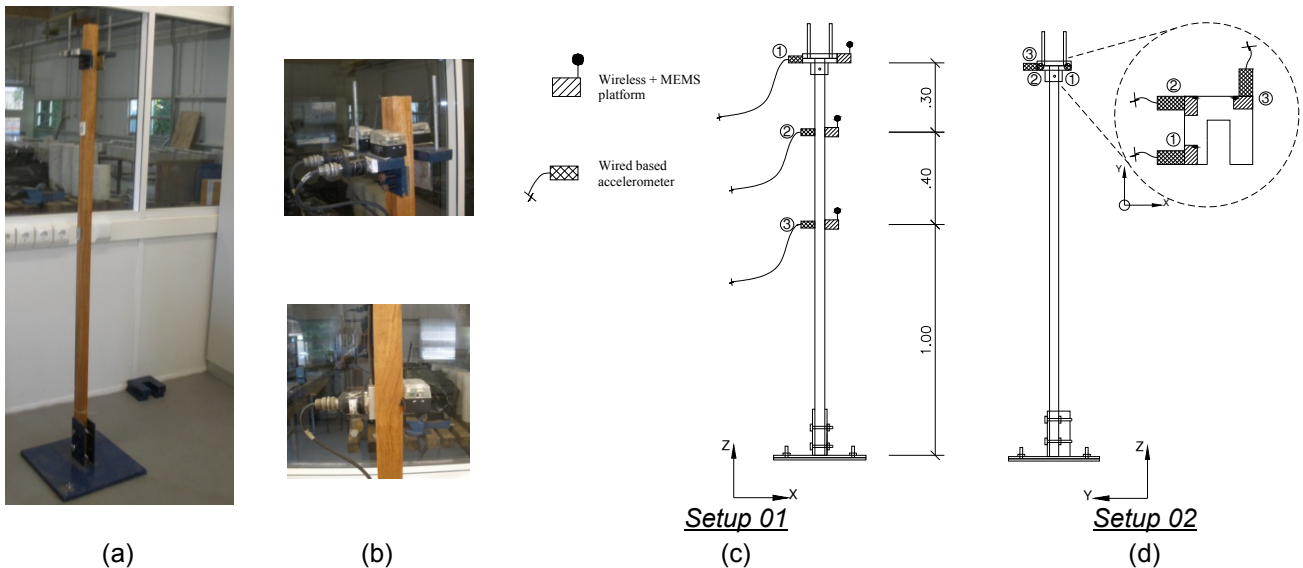 Wireless + MEMS
platform
Wired based
accelerometer
①
②
③
.30
.40
1.00
Z
X
Setup 01
③
②
①
②
③
①
Y
X
Z
Y
Setup 02
(a)
(b)
(c)
(d)